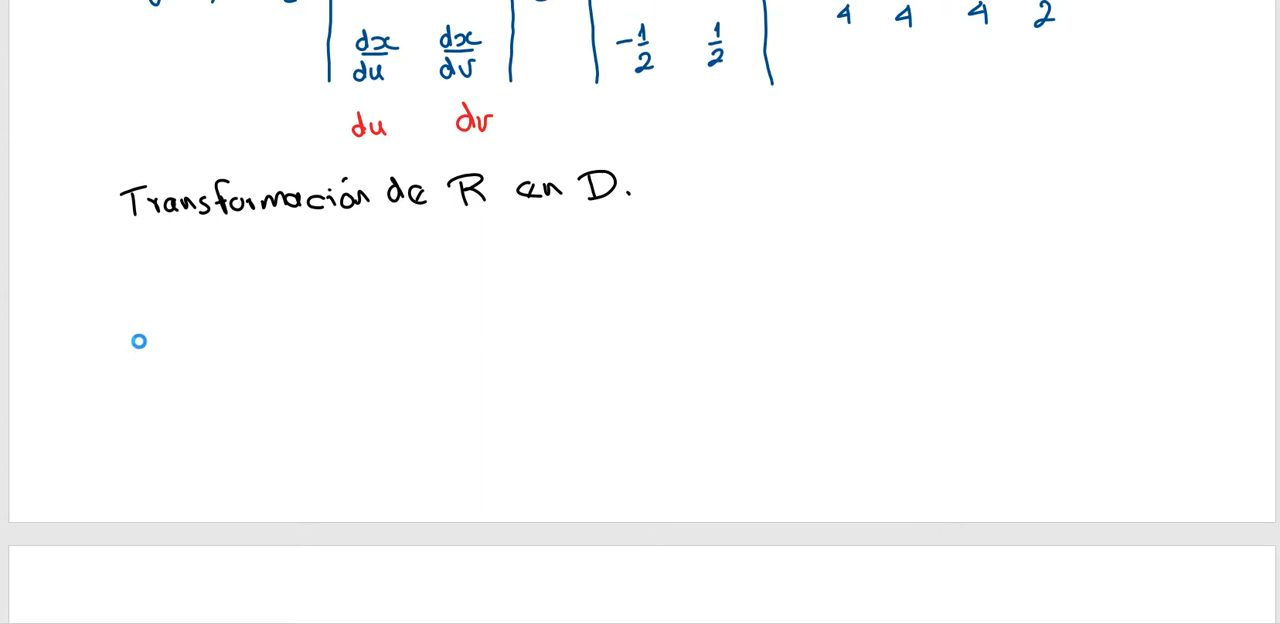 4 4 4 2
| dx/du dx/dv | | -1/2 1/2 |
du dv
Transformación de R en D.